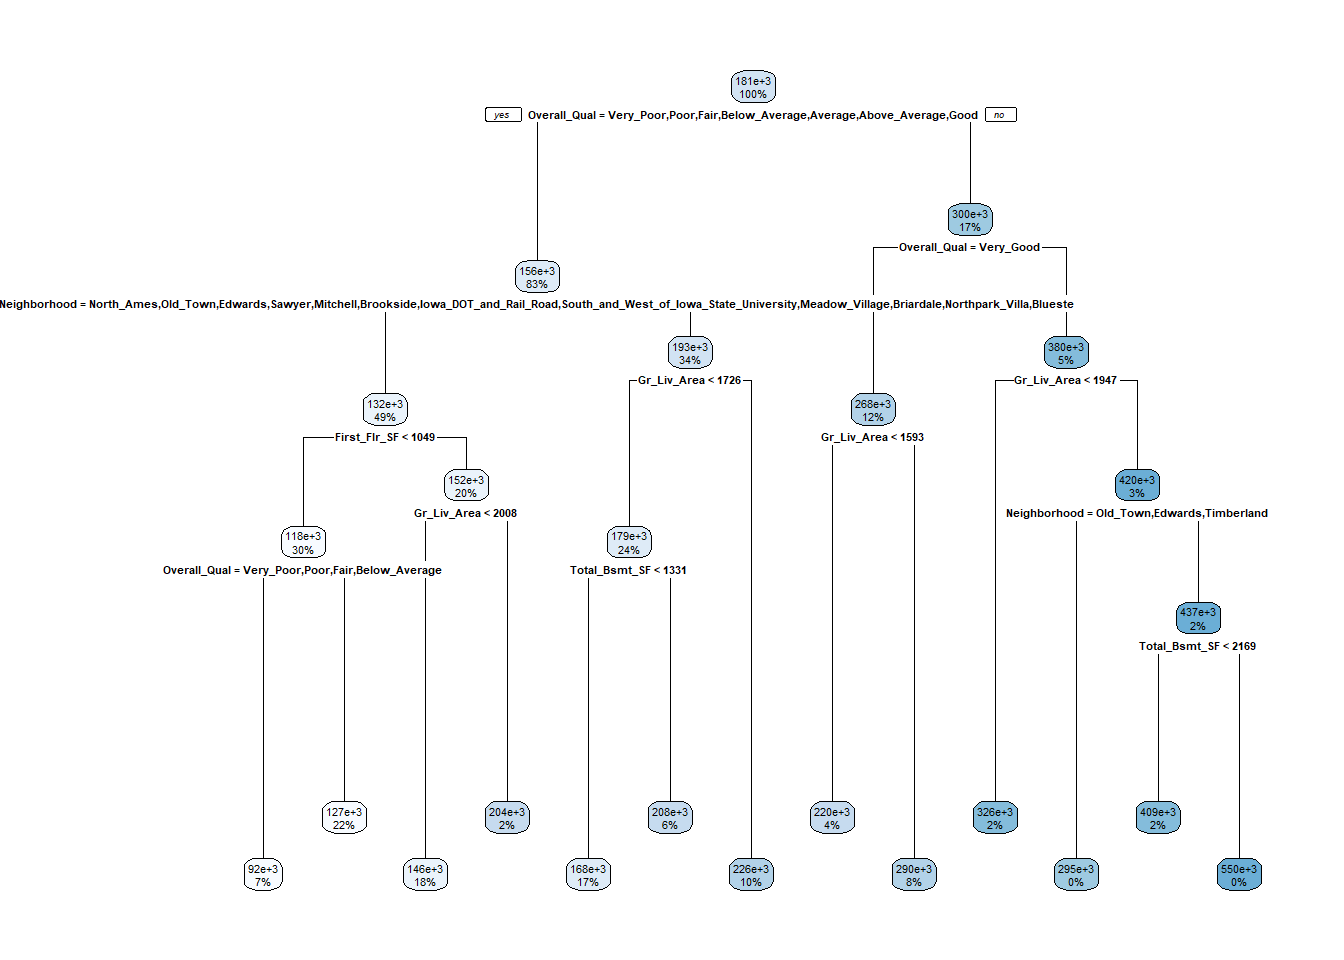 181e+3
100%
yes
Overall_Qual = Very_Poor,Poor,Fair,Below_Average,Average,Above_Average,Good
no
300e+3
17%
Overall_Qual = Very_Good
156e+3
83%
Neighborhood = North_Ames,Old_Town,Edwards,Sawyer,Mitchell,Brookside,Iowa_DOT_and_Rail_Road,South_and_West_of_Iowa_State_University,Meadow_Village,Briardale,Northpark_Villa,Blueste
193e+3
34%
380e+3
5%
Gr_Liv_Area < 1726
Gr_Liv_Area < 1947
132e+3
49%
268e+3
12%
First_Flr_SF < 1049
Gr_Liv_Area < 1593
152e+3
20%
420e+3
3%
Gr_Liv_Area < 2008
Neighborhood = Old_Town,Edwards,Timberland
118e+3
30%
179e+3
24%
Overall_Qual = Very_Poor,Poor,Fair,Below_Average
Total_Bsmt_SF < 1331
437e+3
2%
Total_Bsmt_SF < 2169
127e+3
22%
204e+3
2%
208e+3
6%
220e+3
4%
326e+3
2%
409e+3
2%
92e+3
7%
146e+3
18%
168e+3
17%
226e+3
10%
290e+3
8%
295e+3
0%
550e+3
0%